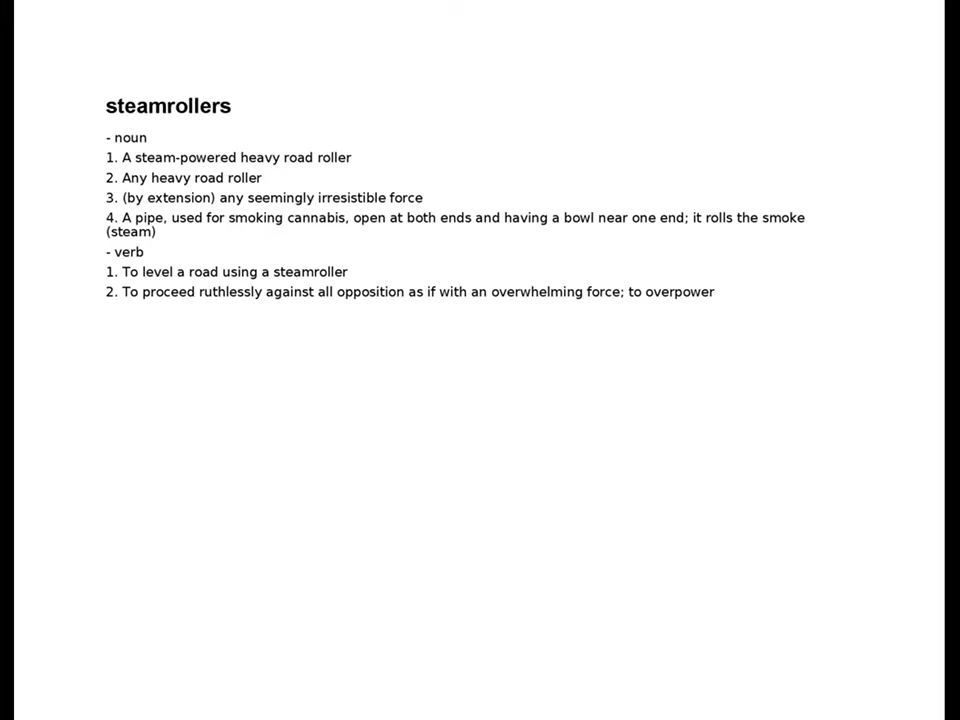 steamrollers
- noun
1. A steam-powered heavy road roller
2. Any heavy road roller
3. (by extension) any seemingly irresistible force
4. A pipe, used for smoking cannabis, open at both ends and having a bowl near one end; it rolls the smoke
(steam)
- verb
1. To level a road using a steamroller
2. To proceed ruthlessly against all opposition as if with an overwhelming force; to overpower